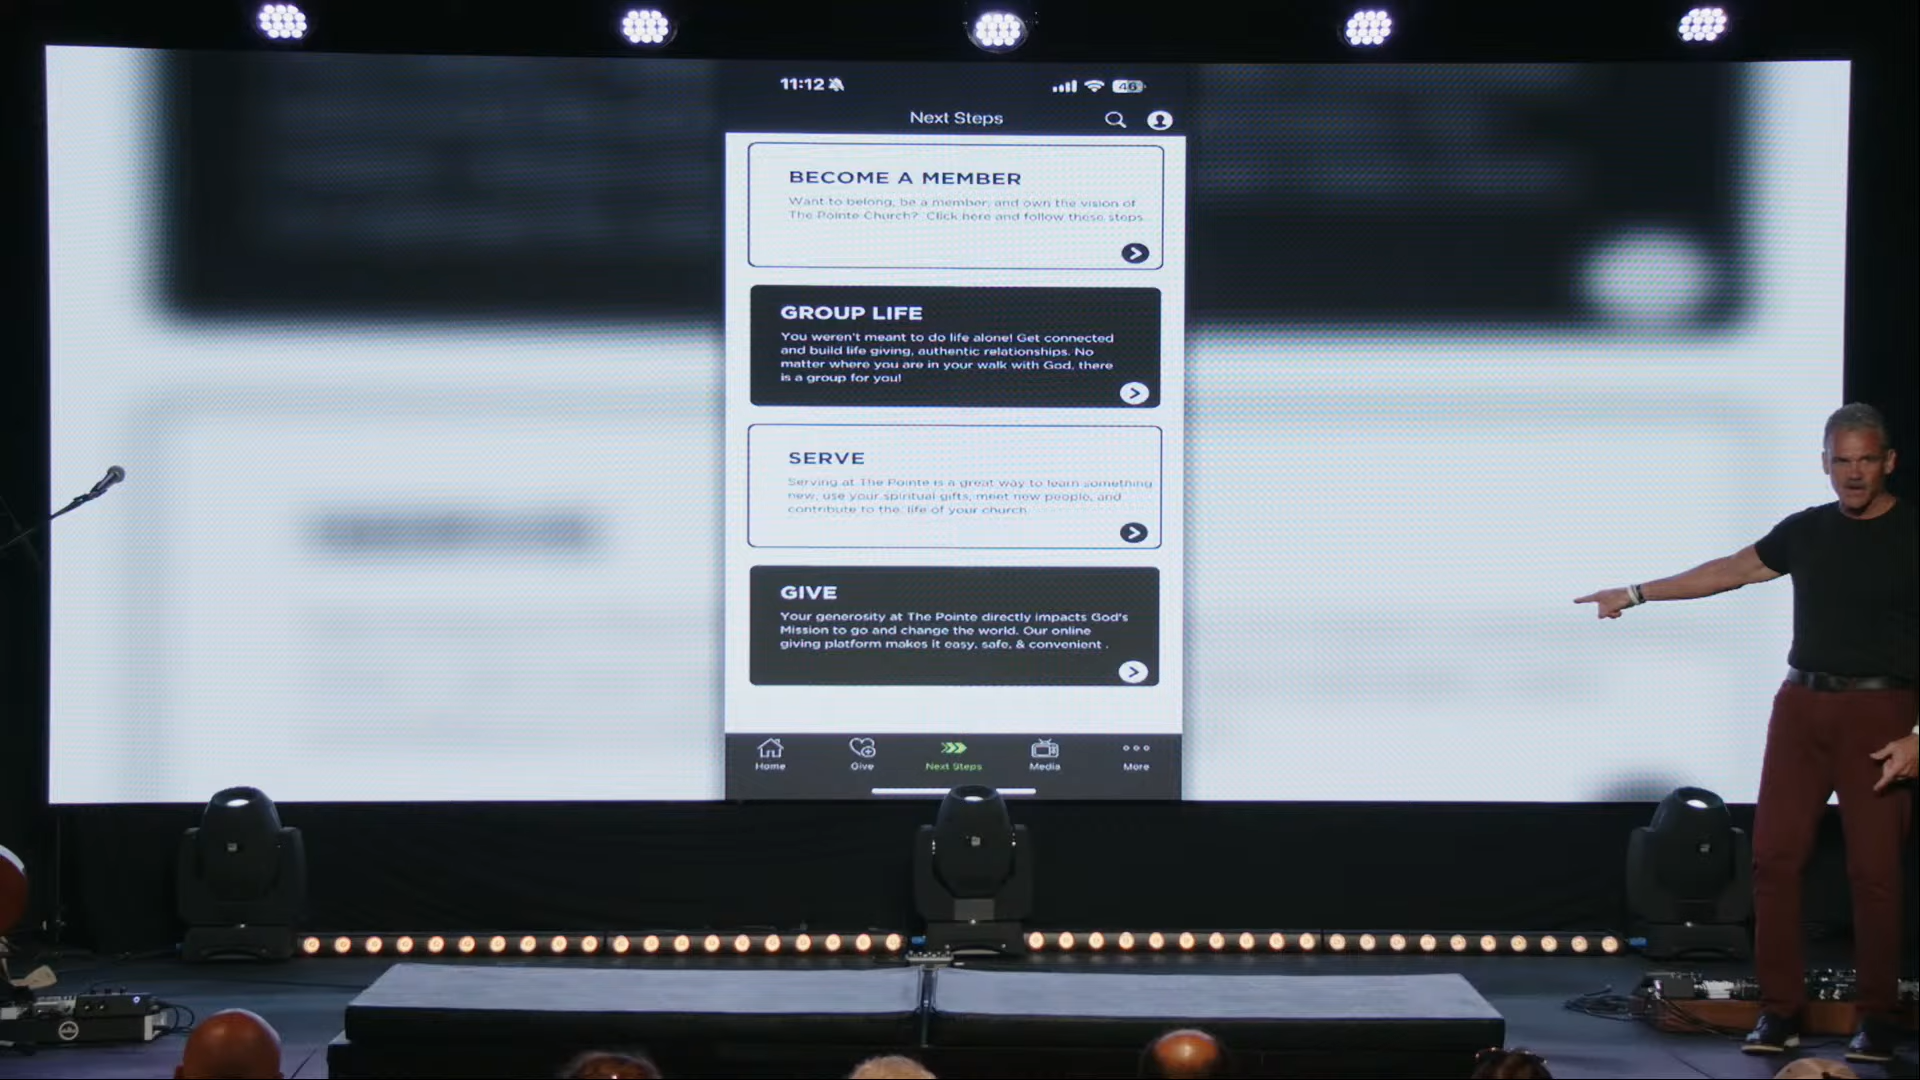 11:12
46
Next Steps
BECOME A MEMBER
Want to belong, be a member, and own the vision of
The Pointe Church? Click here and follow these steps
GROUP LIFE
You weren't meant to do life alone! Get connected
and build life giving, authentic relationships. No
matter where you are in your walk with God, there
is a group for you!
SERVE
Serving at The Pointe is a great way to learn something
new, use your spiritual gifts, meet new people, and
contribute to the life of your church
GIVE
Your generosity at The Pointe directly impacts God's
Mission to go and change the world. Our online
giving platform makes it easy, safe, & convenient .
Home Give Next Steps Media More